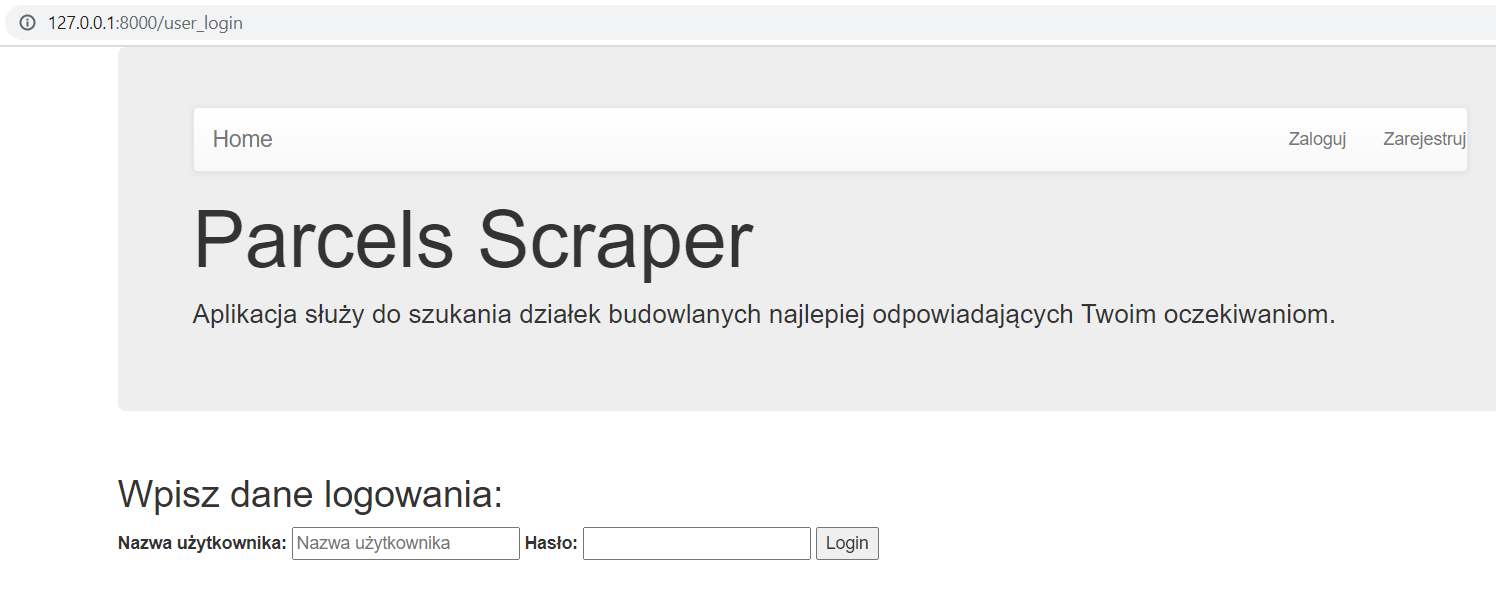 127.0.0.1:8000/user_login
Home Zaloguj Zarejestruj
Parcels Scraper
Aplikacja służy do szukania działek budowlanych najlepiej odpowiadających Twoim oczekiwaniom.
Wpisz dane logowania:
Nazwa użytkownika: Nazwa użytkownika Hasło: Login